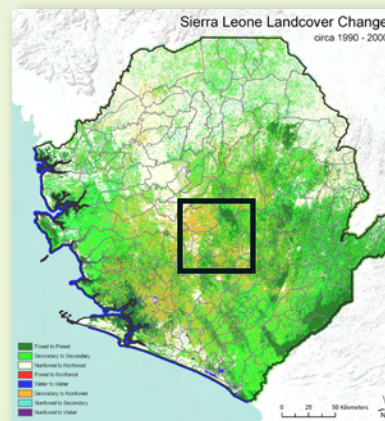 Sierra Leone Landcover Change
circa 1990 - 2000
Forest to Forest
Secondary to Secondary
Nonforest to Nonforest
Forest to Nonforest
Water to Water
Secondary to Nonforest
Nonforest to Secondary
Nonforest to Water
0 25 50 Kilometers
N